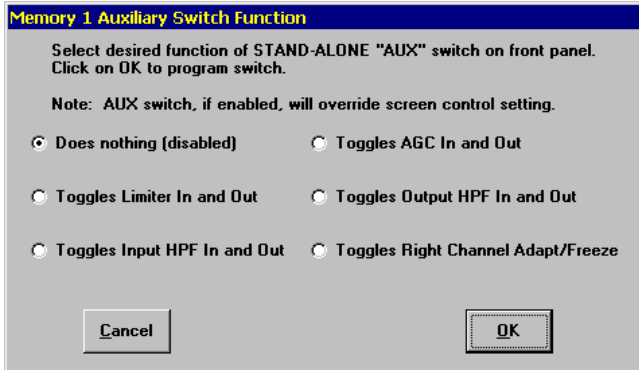 Memory 1 Auxiliary Switch Function
Select desired function of STAND-ALONE "AUX" switch on front panel.
Click on OK to program switch.
Note: AUX switch, if enabled, will override screen control setting.
Does nothing (disabled)
Toggles AGC In and Out
Toggles Limiter In and Out
Toggles Output HPF In and Out
Toggles Input HPF In and Out
Toggles Right Channel Adapt/Freeze
Cancel
OK